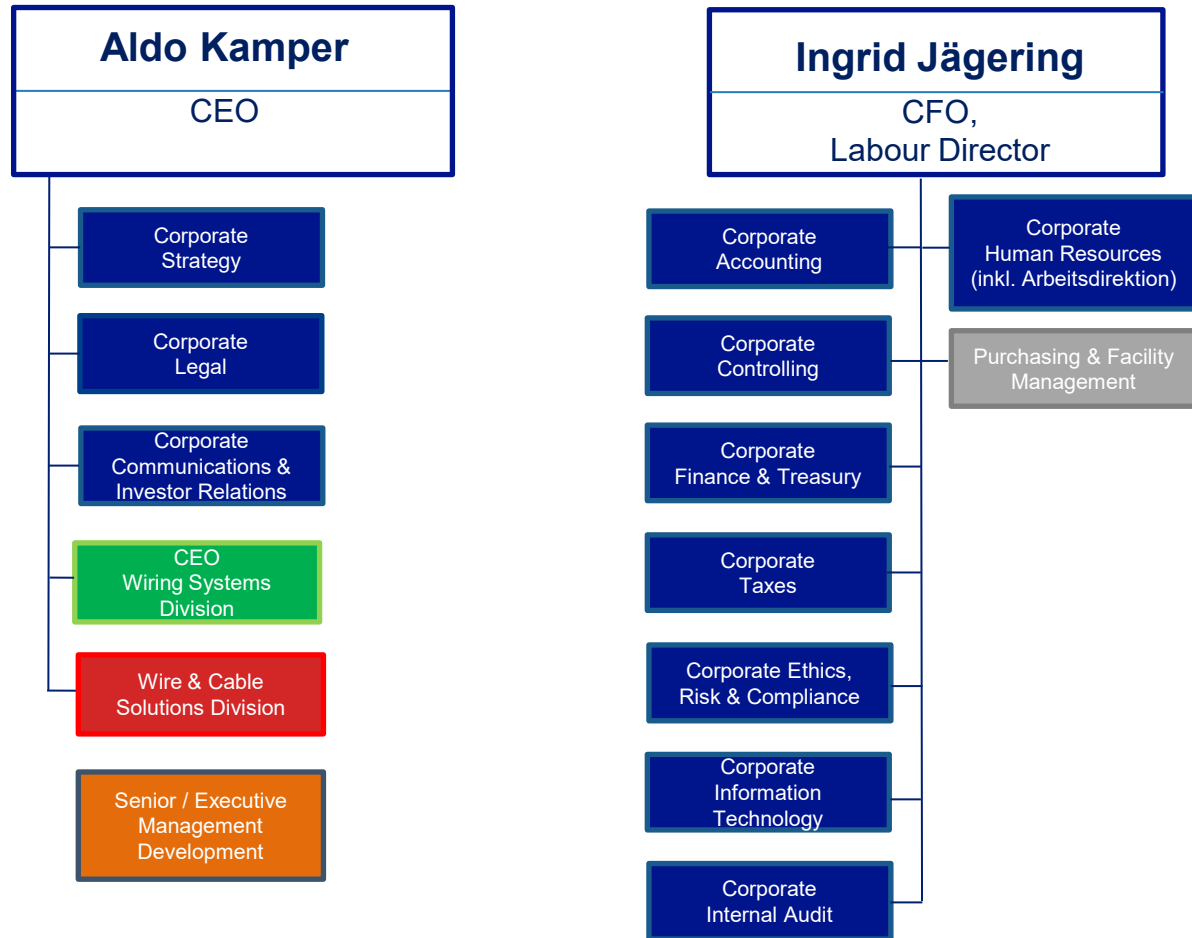 Aldo Kamper
CEO
Corporate
Strategy
Corporate
Legal
Corporate
Communications &
Investor Relations
CEO
Wiring Systems
Division
Wire & Cable
Solutions Division
Senior / Executive
Management
Development
Ingrid Jägering
CFO,
Labour Director
Corporate
Accounting
Corporate
Controlling
Corporate
Finance & Treasury
Corporate
Taxes
Corporate Ethics,
Risk & Compliance
Corporate
Information
Technology
Corporate
Internal Audit
Corporate
Human Resources
(inkl. Arbeitsdirektion)
Purchasing & Facility
Management